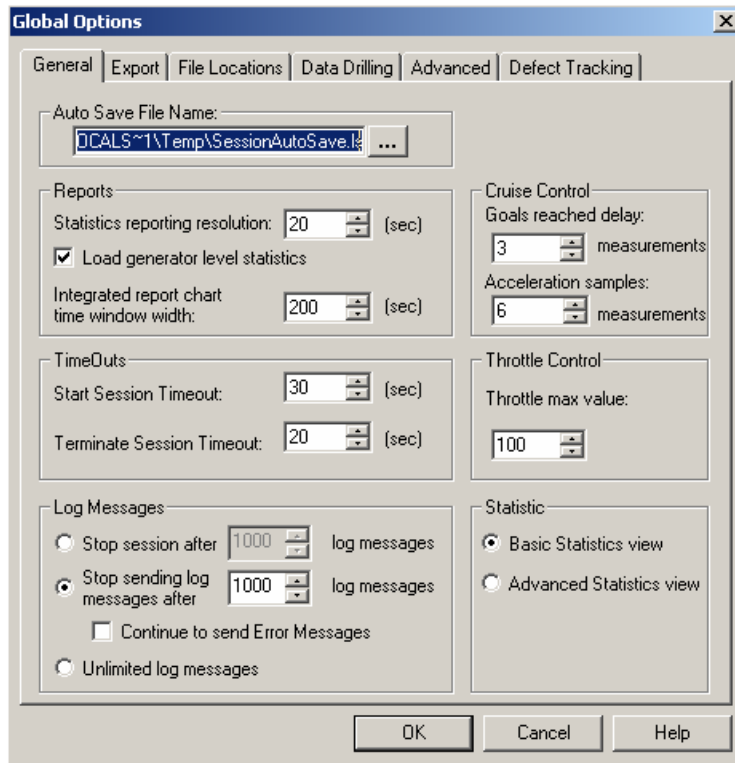 Global Options
General
Export
File Locations
Data Drilling
Advanced
Defect Tracking
Auto Save File Name:
OCALS~1\Temp\SessionAutoSave.ls
...
Reports
Statistics reporting resolution: 20 (sec)
Load generator level statistics
Integrated report chart
time window width: 200 (sec)
Cruise Control
Goals reached delay:
3 measurements
Acceleration samples:
6 measurements
TimeOuts
Start Session Timeout: 30 (sec)
Terminate Session Timeout: 20 (sec)
Throttle Control
Throttle max value:
100
Log Messages
Stop session after 1000 log messages
Stop sending log
messages after 1000 log messages
Continue to send Error Messages
Unlimited log messages
Statistic
Basic Statistics view
Advanced Statistics view
OK
Cancel
Help